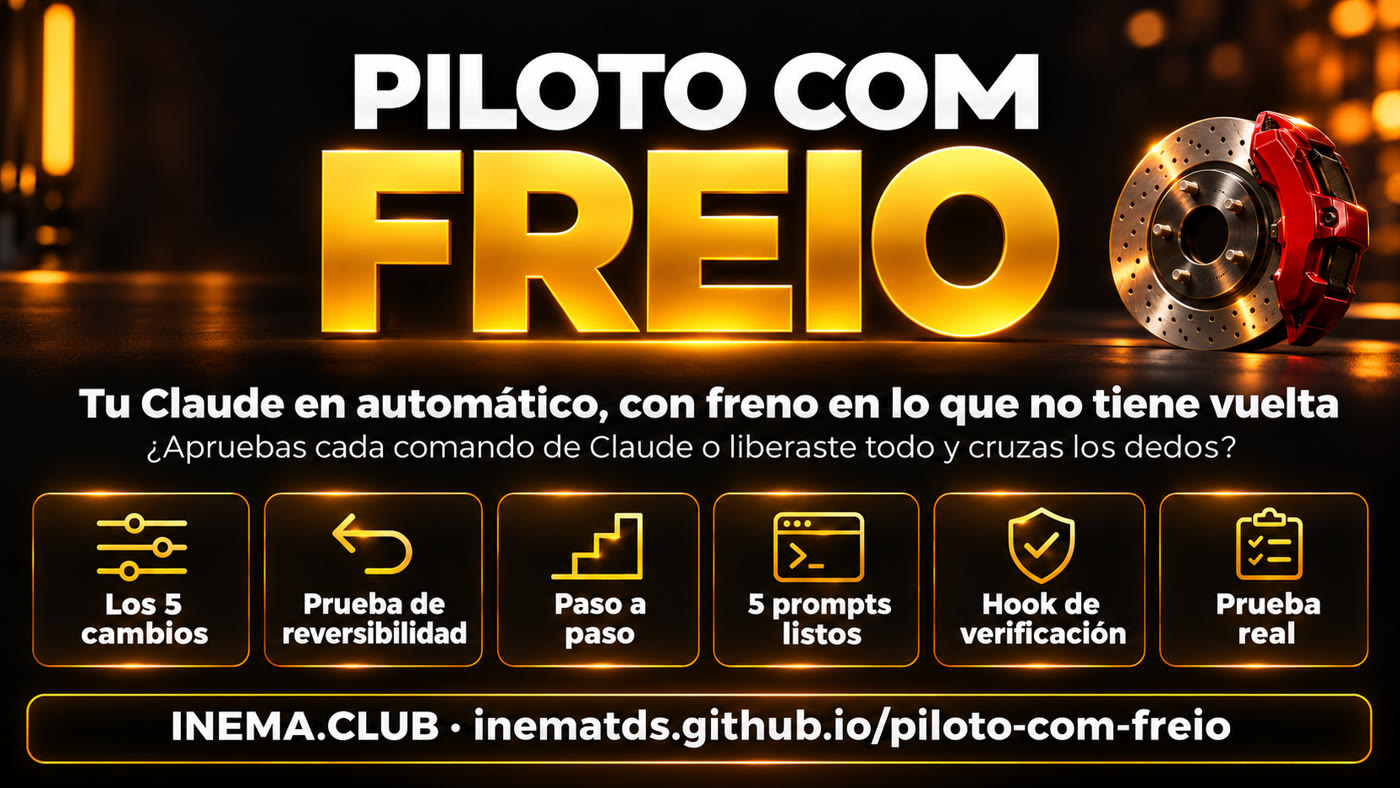 PILOTO COM
FREIO
Tu Claude en automático, con freno en lo que no tiene vuelta
¿Apruebas cada comando de Claude o liberaste todo y cruzas los dedos?
Los 5
cambios
Prueba de
reversibilidad
Paso a
paso
5 prompts
listos
Hook de
verificación
Prueba
real
INEMA.CLUB · inematds.github.io/piloto-com-freio